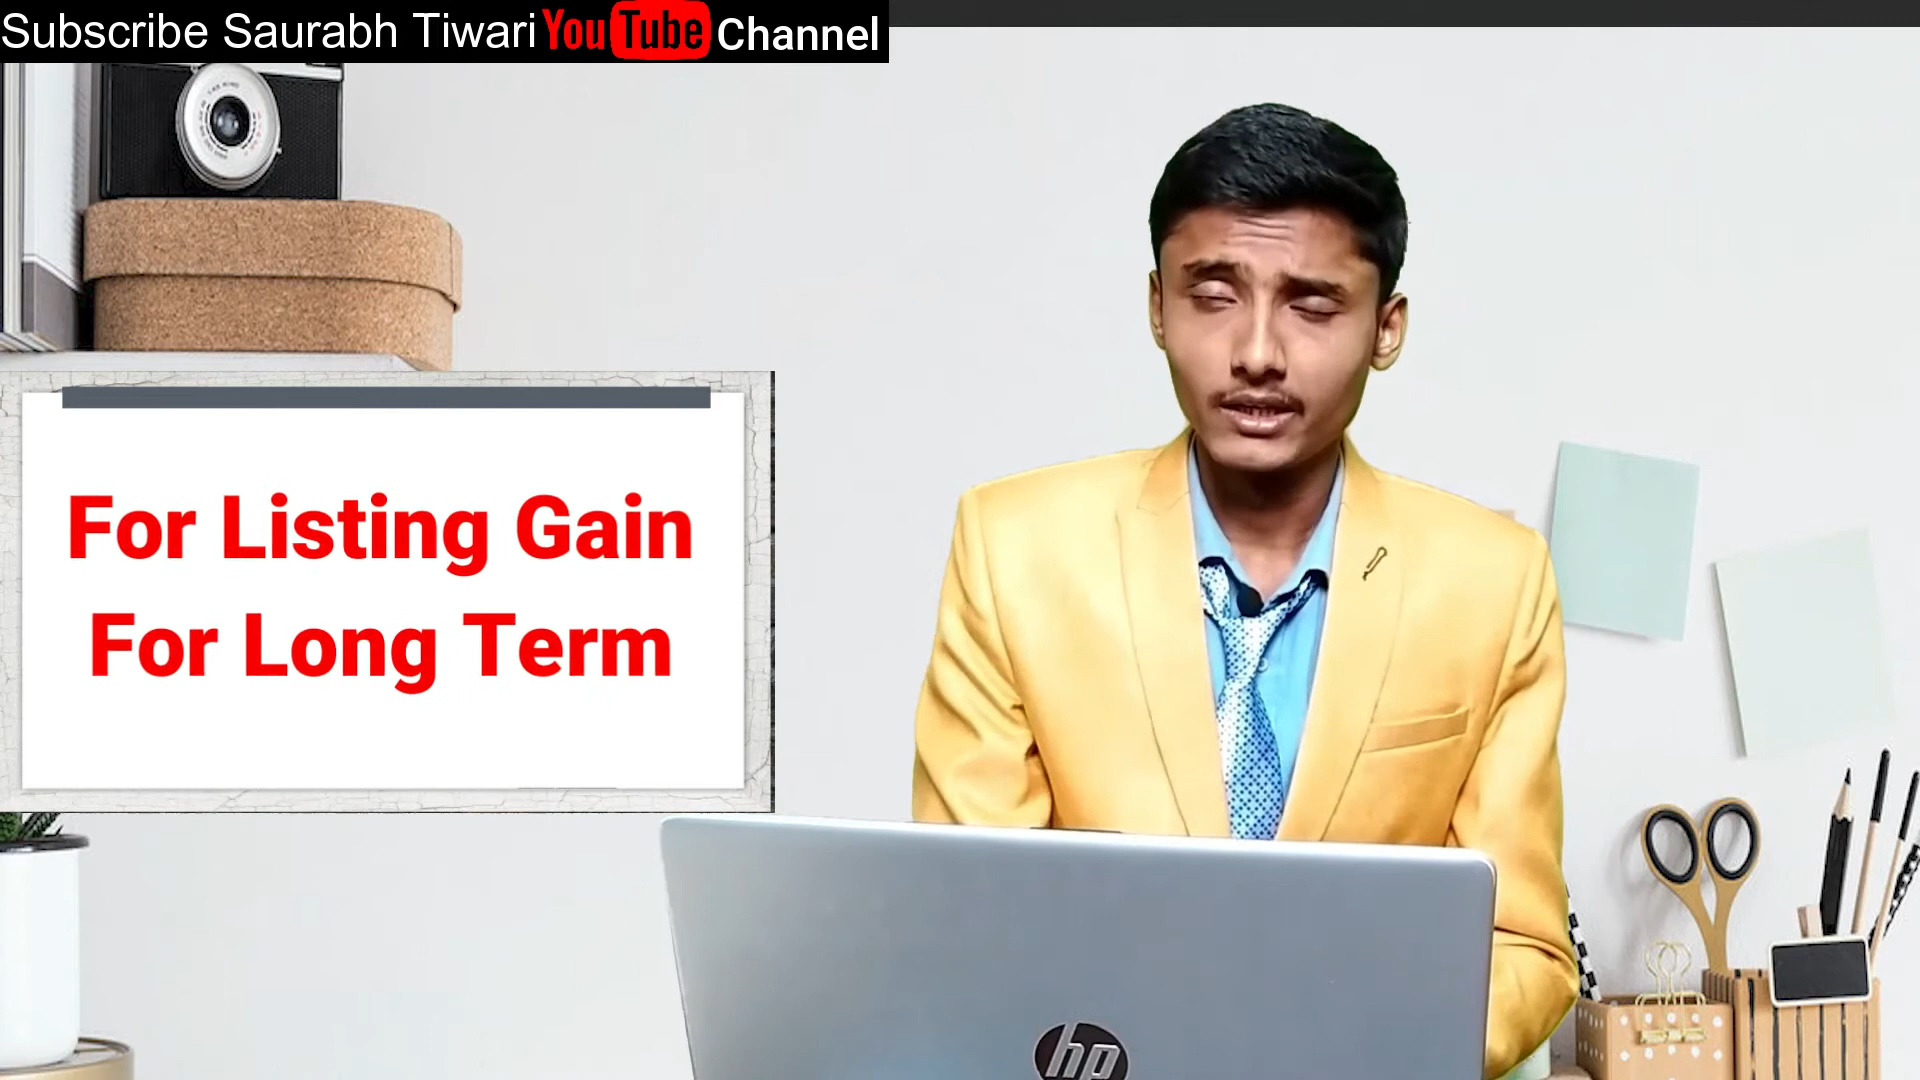 Subscribe Saurabh Tiwari YouTube Channel
For Listing Gain
For Long Term
hp